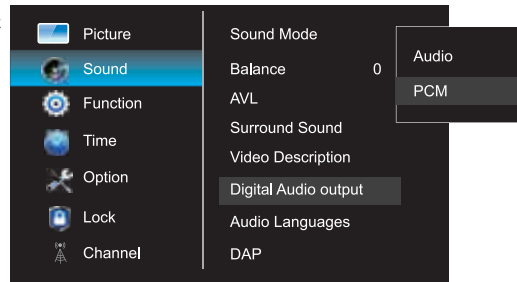 Picture
Sound
Function
Time
Option
Lock
Channel
Sound Mode
Balance 0
AVL
Surround Sound
Video Description
Digital Audio output
Audio Languages
DAP
Audio
PCM